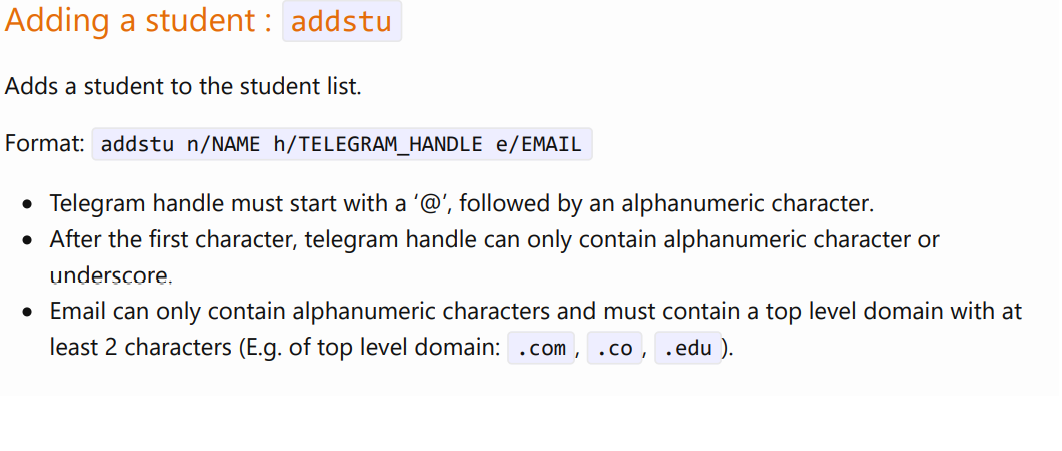 Adding a student : addstu
Adds a student to the student list.
Format: addstu n/NAME h/TELEGRAM_HANDLE e/EMAIL
• Telegram handle must start with a ‘@’, followed by an alphanumeric character.
• After the first character, telegram handle can only contain alphanumeric character or
underscore.
• Email can only contain alphanumeric characters and must contain a top level domain with at
least 2 characters (E.g. of top level domain: .com, .co, .edu).